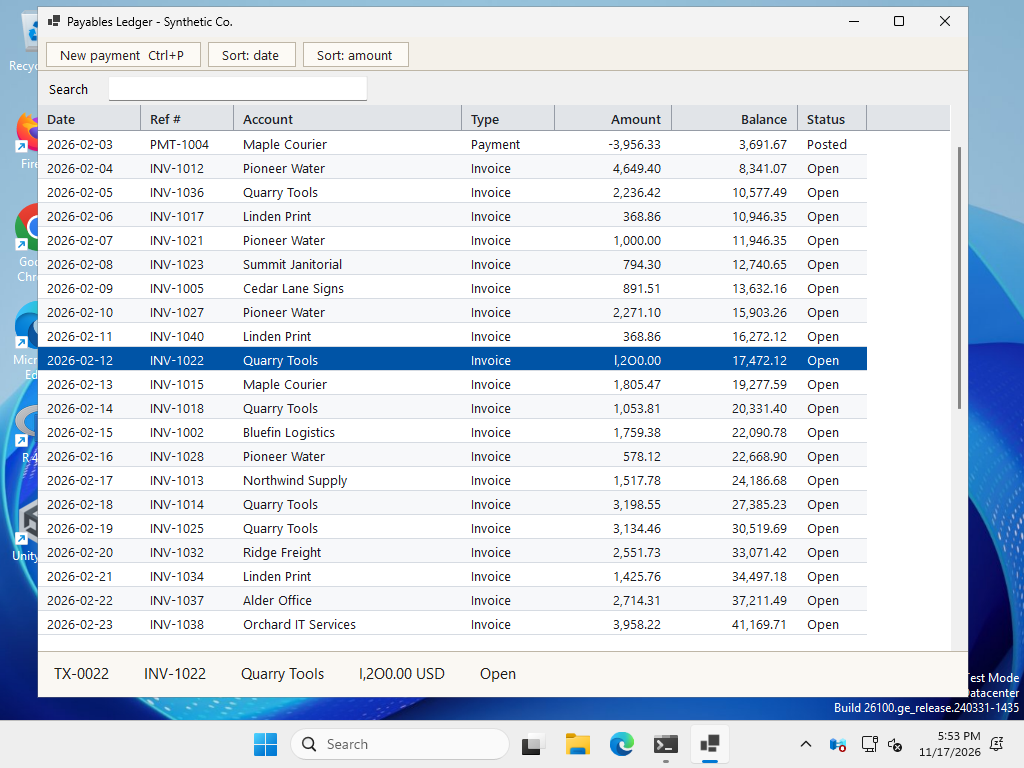 Payables Ledger - Synthetic Co.
New payment Ctrl+P Sort: date Sort: amount
Search
Date Ref # Account Type Amount Balance Status
2026-02-03 PMT-1004 Maple Courier Payment -3,956.33 3,691.67 Posted
2026-02-04 INV-1012 Pioneer Water Invoice 4,649.40 8,341.07 Open
2026-02-05 INV-1036 Quarry Tools Invoice 2,236.42 10,577.49 Open
2026-02-06 INV-1017 Linden Print Invoice 368.86 10,946.35 Open
2026-02-07 INV-1021 Pioneer Water Invoice 1,000.00 11,946.35 Open
2026-02-08 INV-1023 Summit Janitorial Invoice 794.30 12,740.65 Open
2026-02-09 INV-1005 Cedar Lane Signs Invoice 891.51 13,632.16 Open
2026-02-10 INV-1027 Pioneer Water Invoice 2,271.10 15,903.26 Open
2026-02-11 INV-1040 Linden Print Invoice 368.86 16,272.12 Open
2026-02-12 INV-1022 Quarry Tools Invoice l,2O0.00 17,472.12 Open
2026-02-13 INV-1015 Maple Courier Invoice 1,805.47 19,277.59 Open
2026-02-14 INV-1018 Quarry Tools Invoice 1,053.81 20,331.40 Open
2026-02-15 INV-1002 Bluefin Logistics Invoice 1,759.38 22,090.78 Open
2026-02-16 INV-1028 Pioneer Water Invoice 578.12 22,668.90 Open
2026-02-17 INV-1013 Northwind Supply Invoice 1,517.78 24,186.68 Open
2026-02-18 INV-1014 Quarry Tools Invoice 3,198.55 27,385.23 Open
2026-02-19 INV-1025 Quarry Tools Invoice 3,134.46 30,519.69 Open
2026-02-20 INV-1032 Ridge Freight Invoice 2,551.73 33,071.42 Open
2026-02-21 INV-1034 Linden Print Invoice 1,425.76 34,497.18 Open
2026-02-22 INV-1037 Alder Office Invoice 2,714.31 37,211.49 Open
2026-02-23 INV-1038 Orchard IT Services Invoice 3,958.22 41,169.71 Open
TX-0022 INV-1022 Quarry Tools l,2O0.00 USD Open
Test Mode
Datacenter
Build 26100.ge_release.240331-1435
Search
5:53 PM
11/17/2026